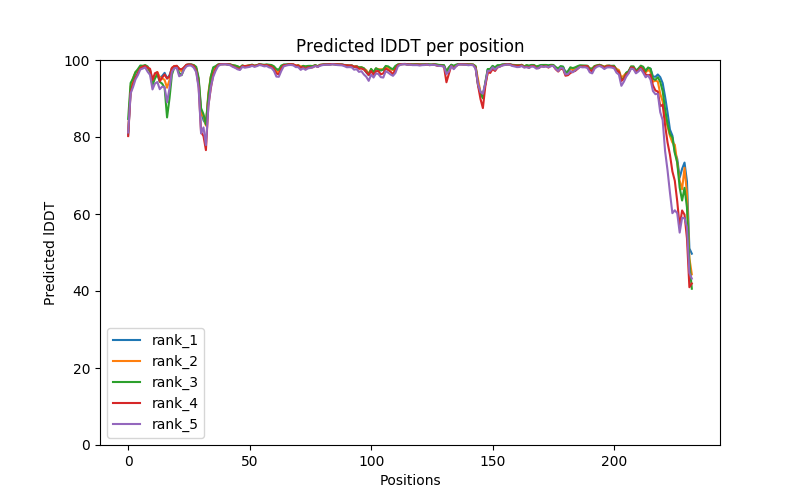 Predicted lDDT per position
100
80
60
40
20
0
Predicted lDDT
rank_1
rank_2
rank_3
rank_4
rank_5
0 50 100 150 200
Positions